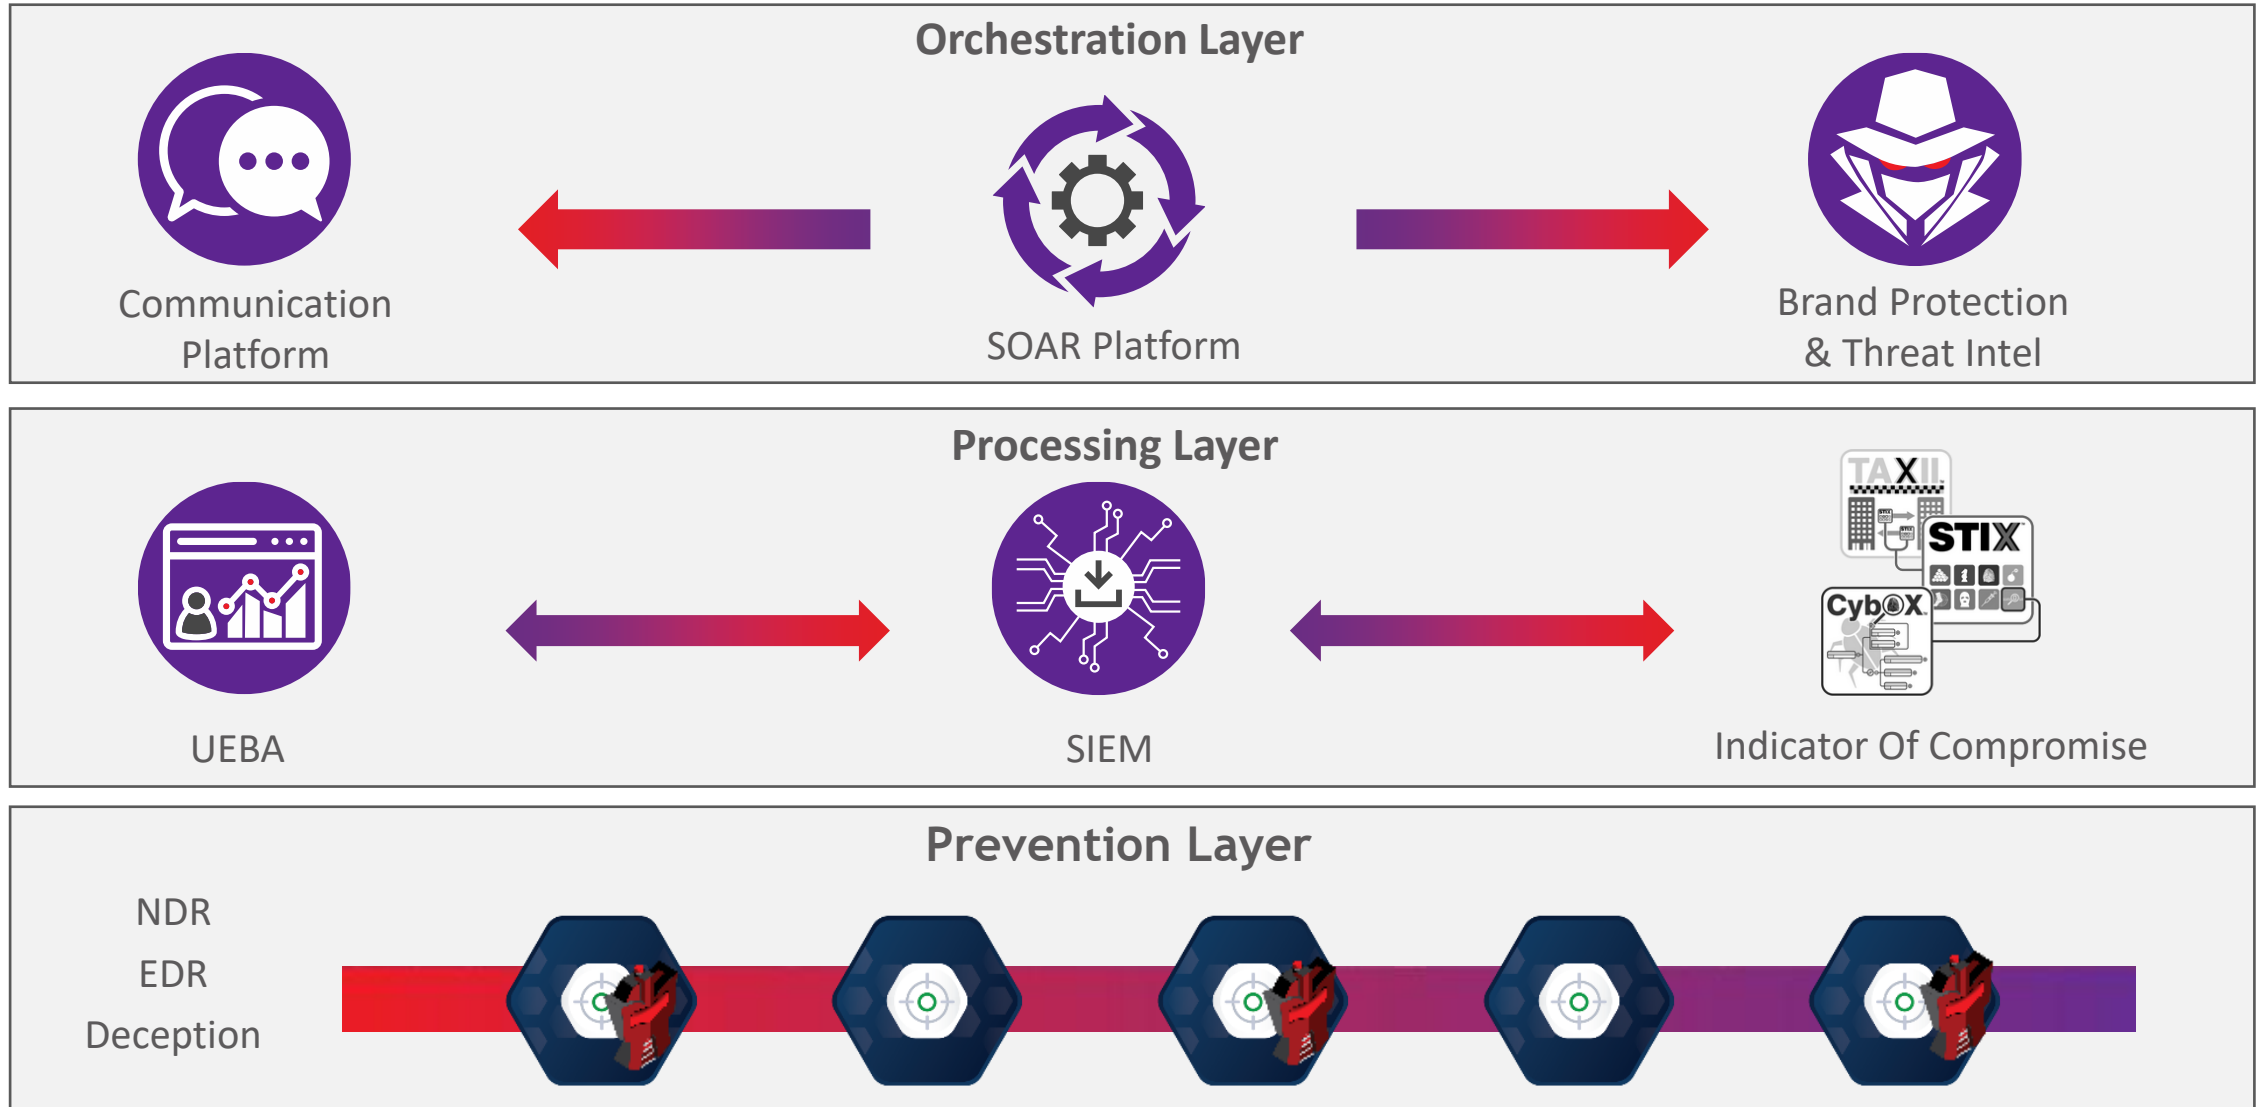 Orchestration Layer
Communication
Platform
SOAR Platform
Brand Protection
& Threat Intel
Processing Layer
TAXII
STIX
CybOX
UEBA
SIEM
Indicator Of Compromise
Prevention Layer
NDR
EDR
Deception